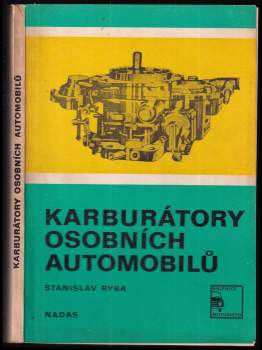 KARBURÁTORY OSOBNÍCH AUTOMOBILŮ
KARBURÁTORY
OSOBNÍCH
AUTOMOBILŮ
STANISLAV RYBA
NADAS